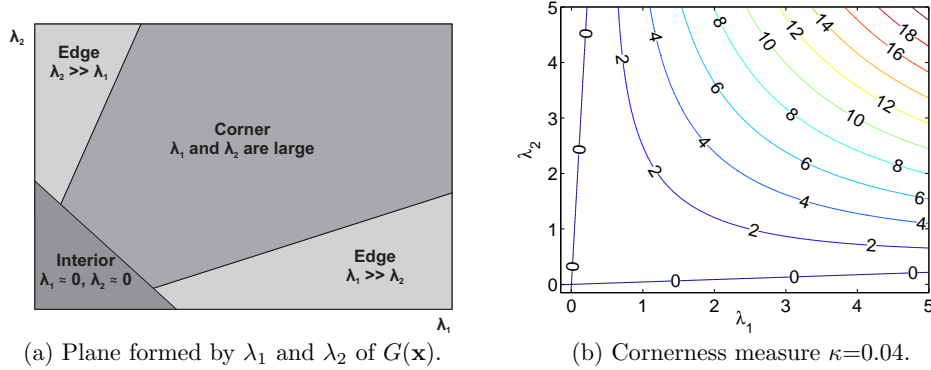 λ₂
Edge
λ₂ >> λ₁
Corner
λ₁ and λ₂ are large
Interior
λ₁ ≈ 0, λ₂ ≈ 0
Edge
λ₁ >> λ₂
λ₁
(a) Plane formed by λ₁ and λ₂ of G(x).
5
4
3
2
1
0
λ₂
0 1 2 3 4 5
λ₁
0 2 4 8 12 14 18
10 16
0 2 4 6 8 10 12
2 4 6 8
2 4 6
2 2 4
0 0 0 0
(b) Cornerness measure κ=0.04.